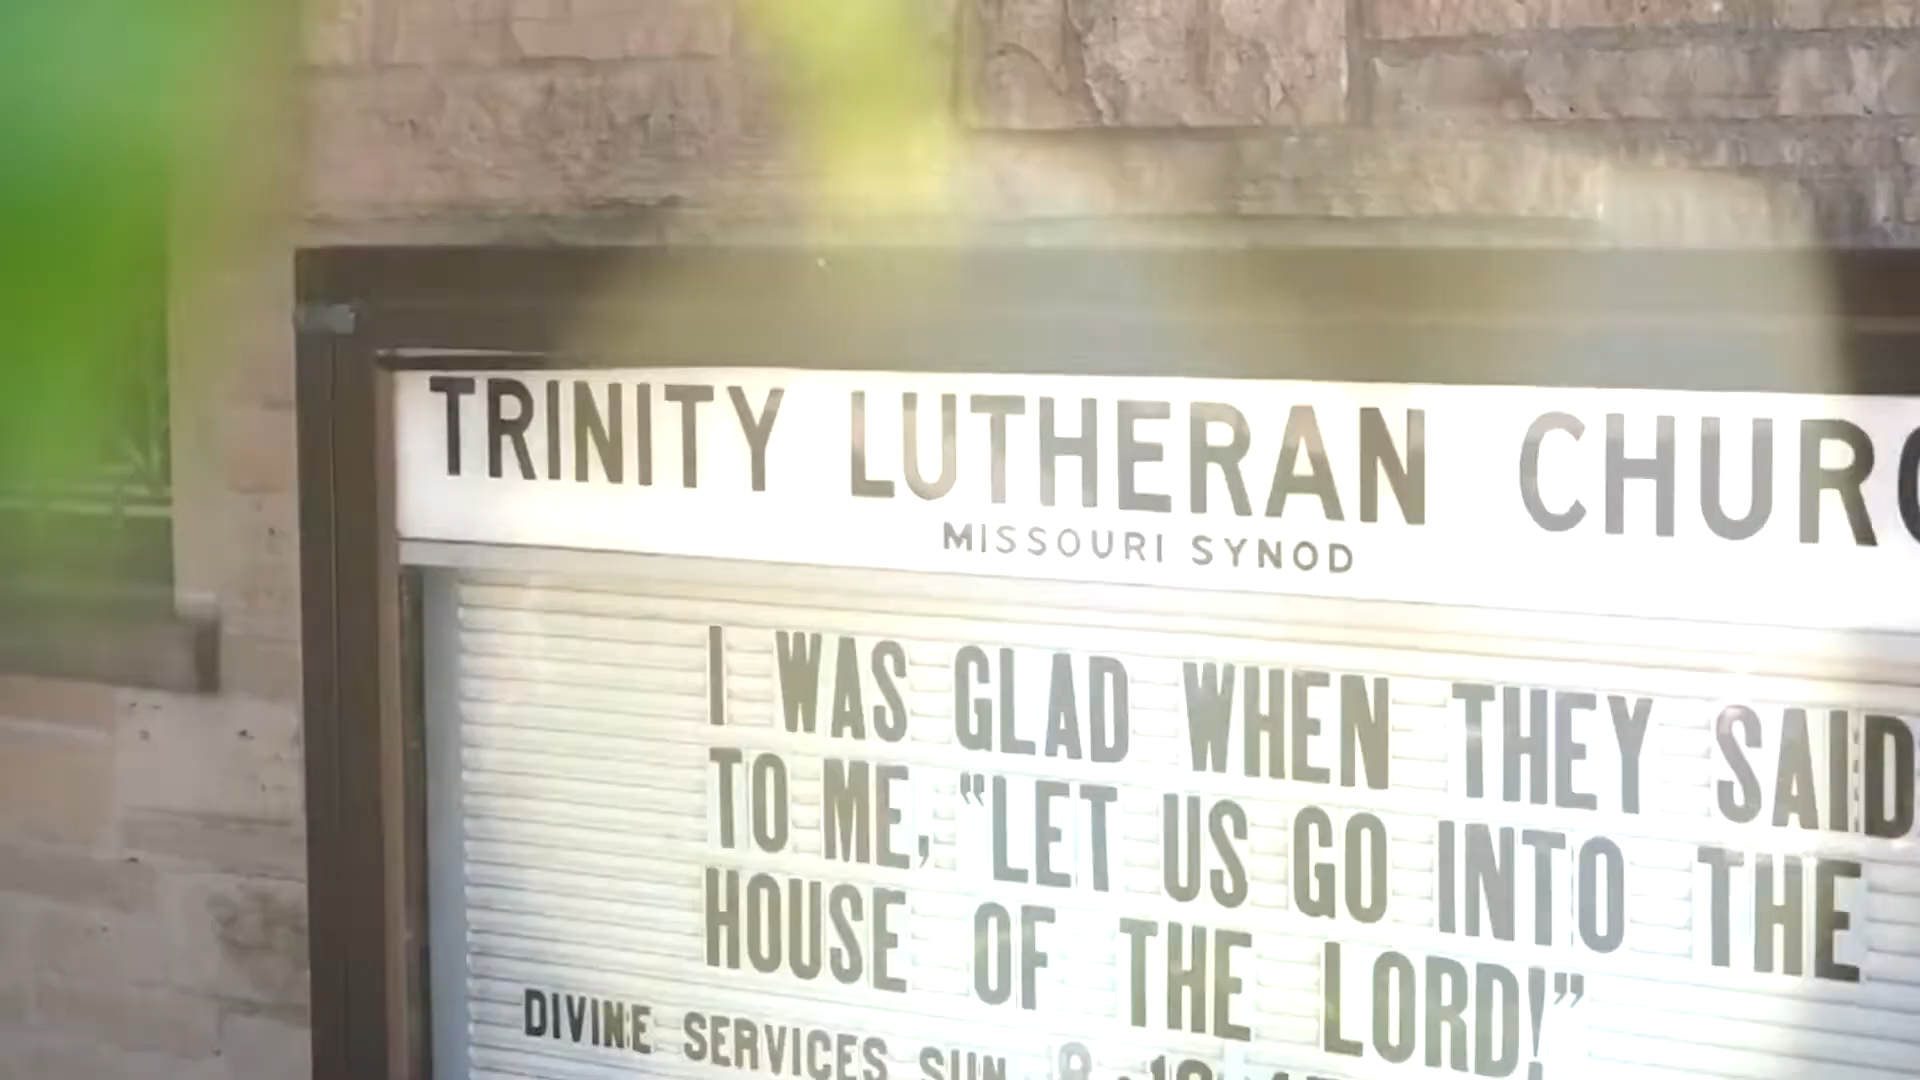 TRINITY LUTHERAN CHURC
MISSOURI SYNOD
I WAS GLAD WHEN THEY SAID
TO ME, “LET US GO INTO THE
HOUSE OF THE LORD!”
DIVINE SERVICES SUN